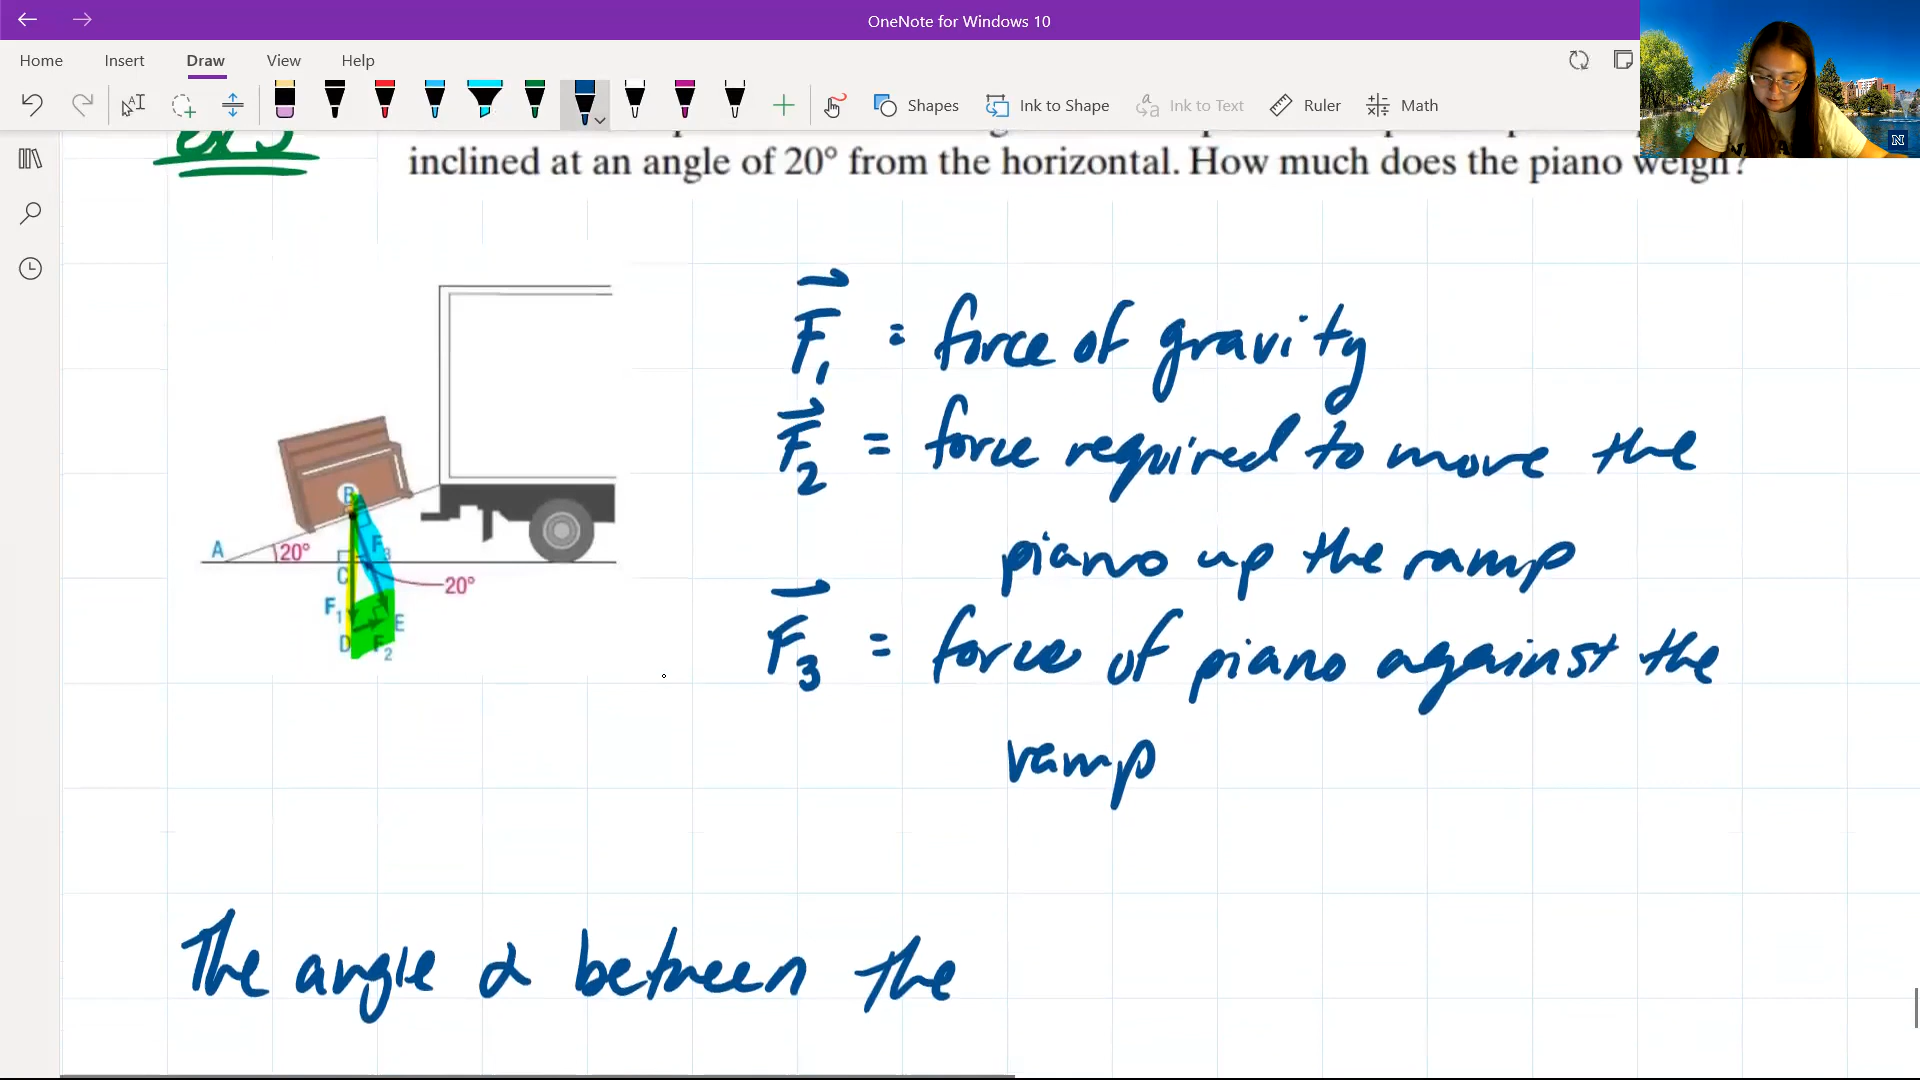 OneNote for Windows 10
Home Insert Draw View Help
Shapes Ink to Shape Ink to Text Ruler Math
ex 3
inclined at an angle of 20° from the horizontal. How much does the piano weigh?
F₁ = force of gravity
F₂ = force required to move the
piano up the ramp
F₃ = force of piano against the
ramp
B
A 20° F₃
C 20°
F₁ E
D F₂
The angle α between the
N